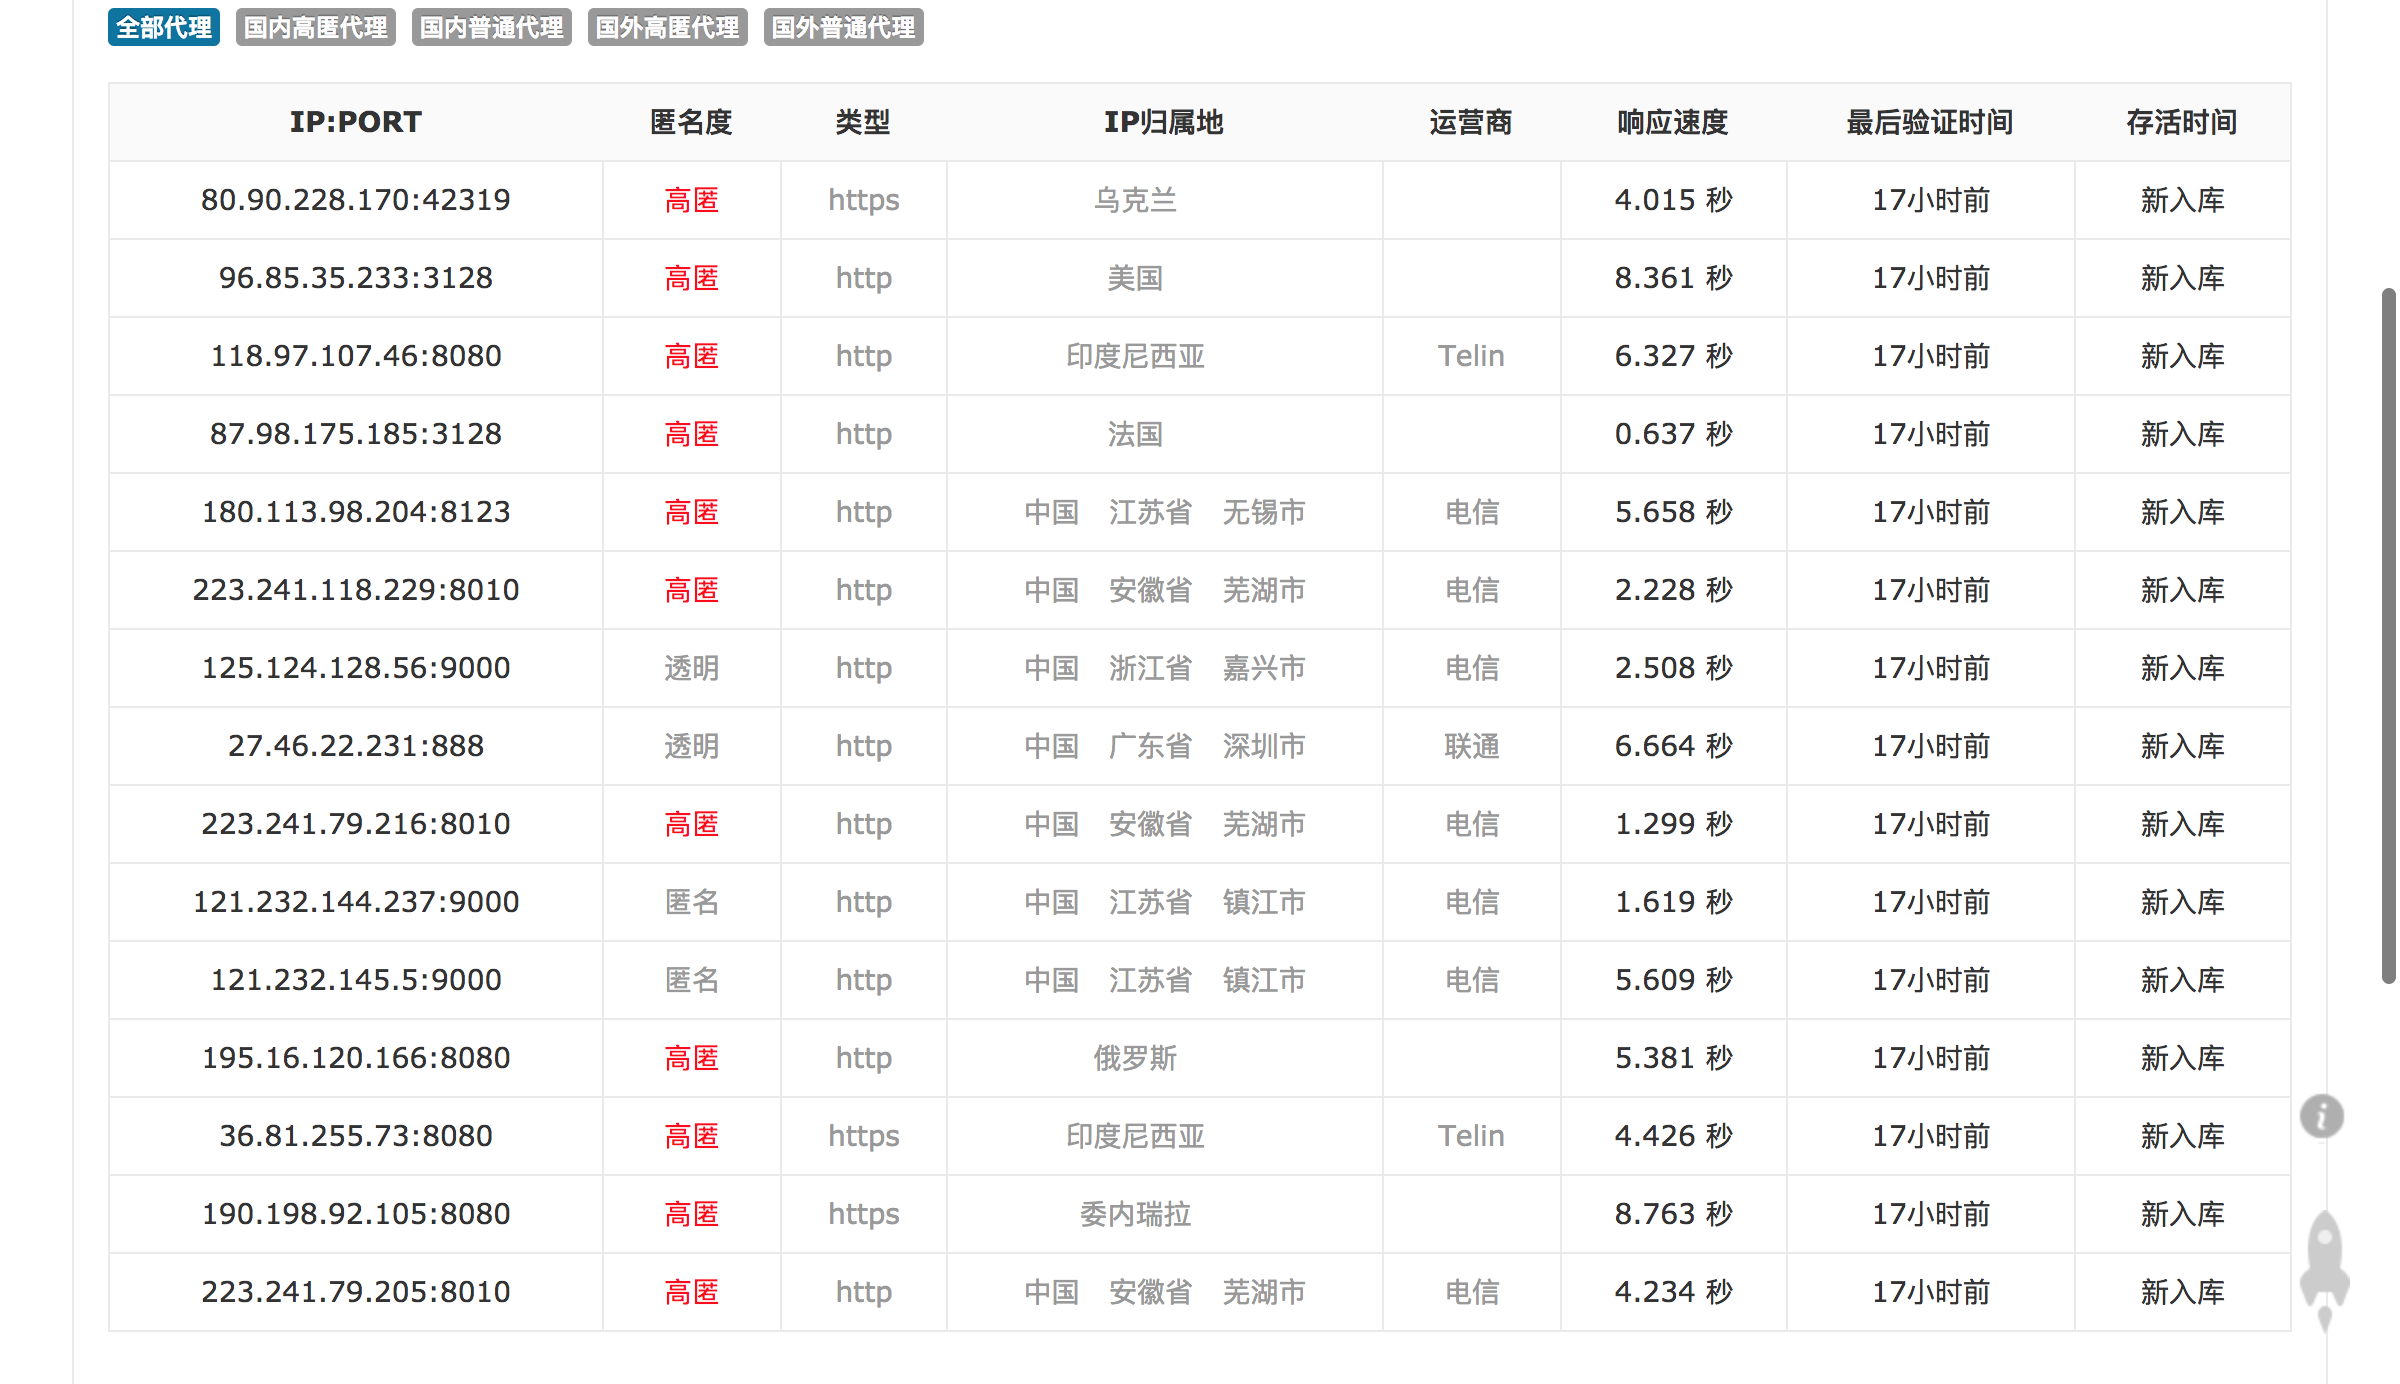 全部代理 国内高匿代理 国内普通代理 国外高匿代理 国外普通代理
IP:PORT 匿名度 类型 IP归属地 运营商 响应速度 最后验证时间 存活时间
80.90.228.170:42319 高匿 https 乌克兰 4.015 秒 17小时前 新入库
96.85.35.233:3128 高匿 http 美国 8.361 秒 17小时前 新入库
118.97.107.46:8080 高匿 http 印度尼西亚 Telin 6.327 秒 17小时前 新入库
87.98.175.185:3128 高匿 http 法国 0.637 秒 17小时前 新入库
180.113.98.204:8123 高匿 http 中国 江苏省 无锡市 电信 5.658 秒 17小时前 新入库
223.241.118.229:8010 高匿 http 中国 安徽省 芜湖市 电信 2.228 秒 17小时前 新入库
125.124.128.56:9000 透明 http 中国 浙江省 嘉兴市 电信 2.508 秒 17小时前 新入库
27.46.22.231:888 透明 http 中国 广东省 深圳市 联通 6.664 秒 17小时前 新入库
223.241.79.216:8010 高匿 http 中国 安徽省 芜湖市 电信 1.299 秒 17小时前 新入库
121.232.144.237:9000 匿名 http 中国 江苏省 镇江市 电信 1.619 秒 17小时前 新入库
121.232.145.5:9000 匿名 http 中国 江苏省 镇江市 电信 5.609 秒 17小时前 新入库
195.16.120.166:8080 高匿 http 俄罗斯 5.381 秒 17小时前 新入库
36.81.255.73:8080 高匿 https 印度尼西亚 Telin 4.426 秒 17小时前 新入库
190.198.92.105:8080 高匿 https 委内瑞拉 8.763 秒 17小时前 新入库
223.241.79.205:8010 高匿 http 中国 安徽省 芜湖市 电信 4.234 秒 17小时前 新入库